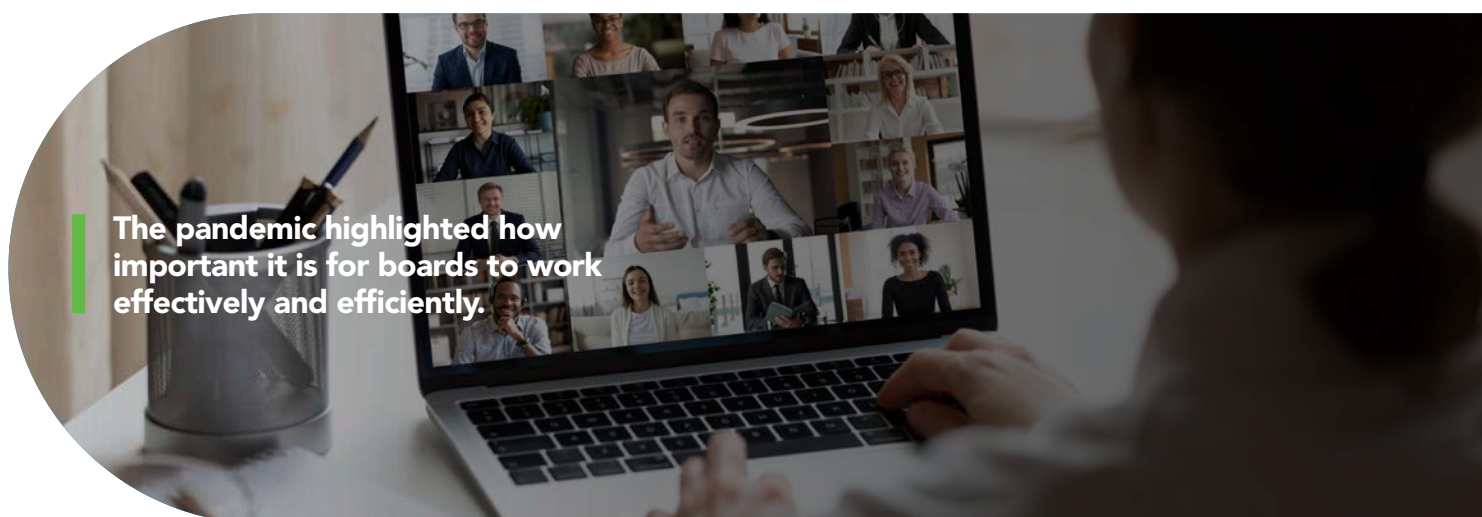 The pandemic highlighted how
important it is for boards to work
effectively and efficiently.